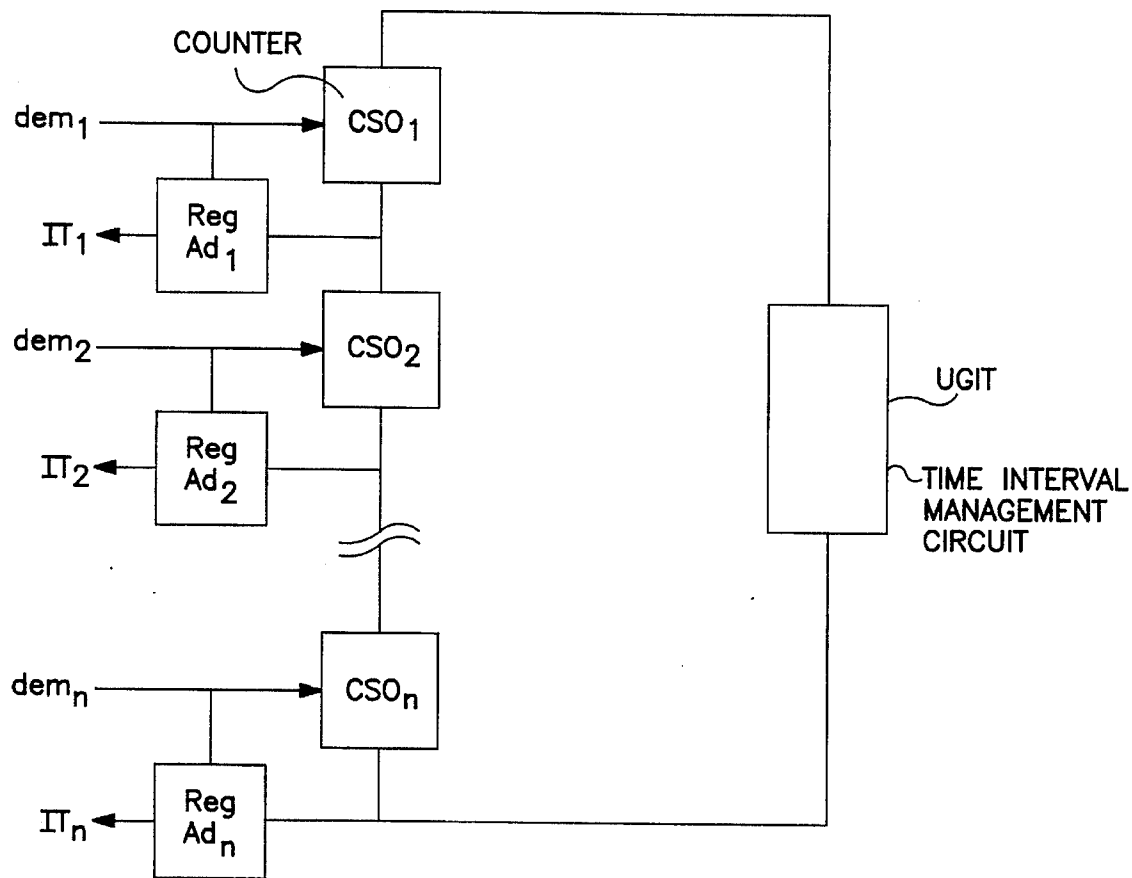 COUNTER
dem1
CSO1
IT1
Reg
Ad1
dem2
CSO2
UGIT
IT2
Reg
Ad2
TIME INTERVAL
MANAGEMENT
CIRCUIT
demn
CSOn
ITn
Reg
Adn